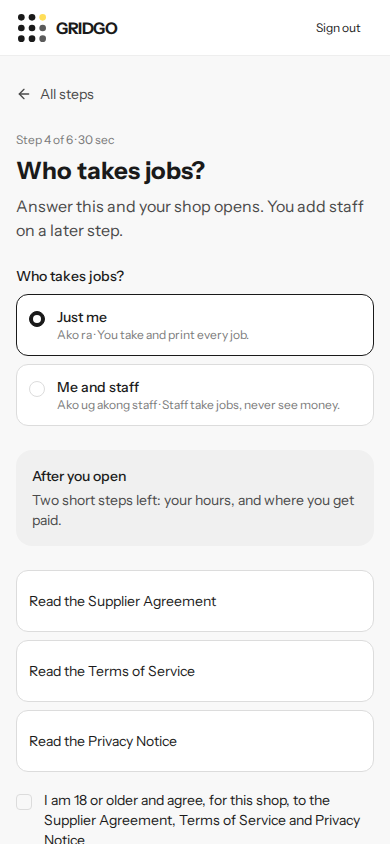 GRIDGO
Sign out
← All steps
Step 4 of 6·30 sec
Who takes jobs?
Answer this and your shop opens. You add staff
on a later step.
Who takes jobs?
Just me
Ako ra·You take and print every job.
Me and staff
Ako ug akong staff·Staff take jobs, never see money.
After you open
Two short steps left: your hours, and where you get
paid.
Read the Supplier Agreement
Read the Terms of Service
Read the Privacy Notice
I am 18 or older and agree, for this shop, to the
Supplier Agreement, Terms of Service and Privacy
Notice